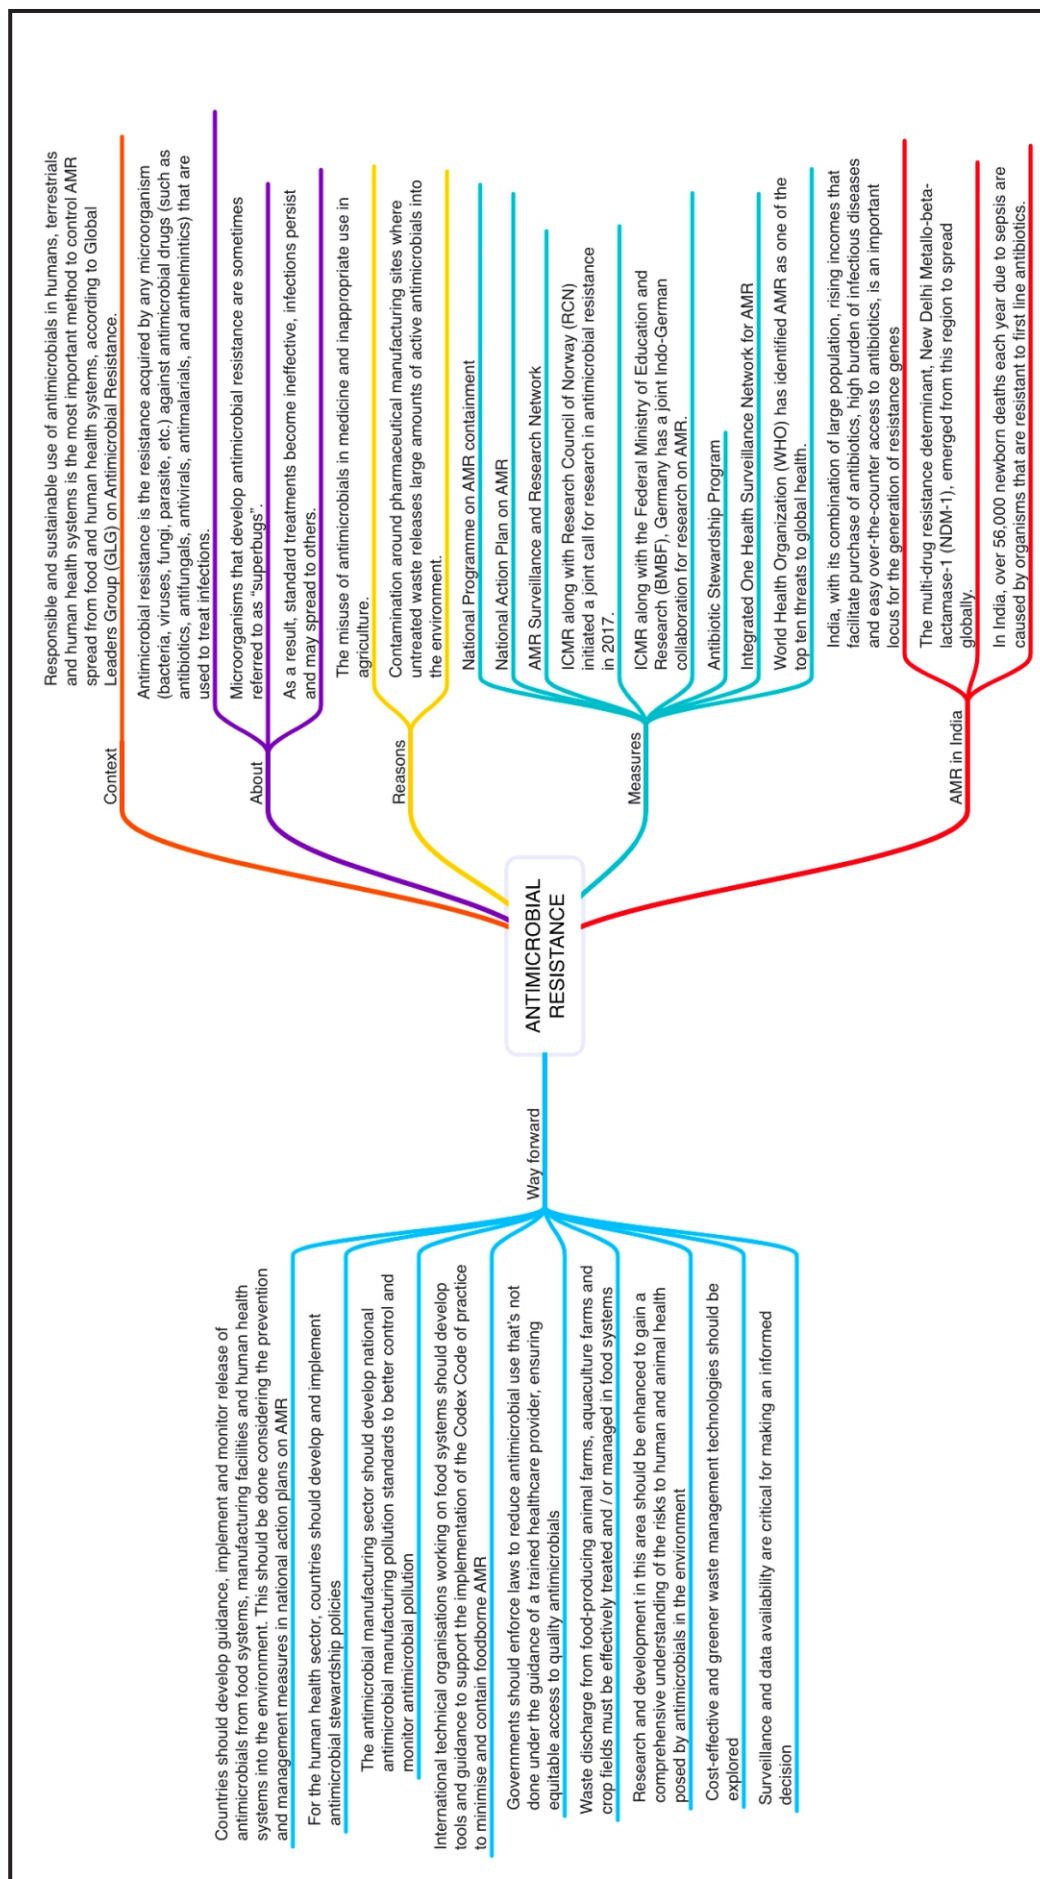 ANTIMICROBIAL
RESISTANCE
Context
Responsible and sustainable use of antimicrobials in humans, terrestrials
and human health systems is the most important method to control AMR
spread from food and human health systems, according to Global
Leaders Group (GLG) on Antimicrobial Resistance.
About
Antimicrobial resistance is the resistance acquired by any microorganism
(bacteria, viruses, fungi, parasite, etc.) against antimicrobial drugs (such as
antibiotics, antifungals, antivirals, antimalarials, and anthelmintics) that are
used to treat infections.
Microorganisms that develop antimicrobial resistance are sometimes
referred to as “superbugs”.
As a result, standard treatments become ineffective, infections persist
and may spread to others.
Reasons
The misuse of antimicrobials in medicine and inappropriate use in
agriculture.
Contamination around pharmaceutical manufacturing sites where
untreated waste releases large amounts of active antimicrobials into
the environment.
Measures
National Programme on AMR containment
National Action Plan on AMR
AMR Surveillance and Research Network
ICMR along with Research Council of Norway (RCN)
initiated a joint call for research in antimicrobial resistance
in 2017.
ICMR along with the Federal Ministry of Education and
Research (BMBF), Germany has a joint Indo-German
collaboration for research on AMR.
Antibiotic Stewardship Program
Integrated One Health Surveillance Network for AMR
World Health Organization (WHO) has identified AMR as one of the
top ten threats to global health.
AMR in India
India, with its combination of large population, rising incomes that
facilitate purchase of antibiotics, high burden of infectious diseases
and easy over-the-counter access to antibiotics, is an important
locus for the generation of resistance genes
The multi-drug resistance determinant, New Delhi Metallo-beta-
lactamase-1 (NDM-1), emerged from this region to spread
globally.
In India, over 56,000 newborn deaths each year due to sepsis are
caused by organisms that are resistant to first line antibiotics.
Way forward
Countries should develop guidance, implement and monitor release of
antimicrobials from food systems, manufacturing facilities and human health
systems into the environment. This should be done considering the prevention
and management measures in national action plans on AMR
For the human health sector, countries should develop and implement
antimicrobial stewardship policies
The antimicrobial manufacturing sector should develop national
antimicrobial manufacturing pollution standards to better control and
monitor antimicrobial pollution
International technical organisations working on food systems should develop
tools and guidance to support the implementation of the Codex Code of practice
to minimise and contain foodborne AMR
Governments should enforce laws to reduce antimicrobial use that’s not
done under the guidance of a trained healthcare provider, ensuring
equitable access to quality antimicrobials
Waste discharge from food-producing animal farms, aquaculture farms and
crop fields must be effectively treated and / or managed in food systems
Research and development in this area should be enhanced to gain a
comprehensive understanding of the risks to human and animal health
posed by antimicrobials in the environment
Cost-effective and greener waste management technologies should be
explored
Surveillance and data availability are critical for making an informed
decision